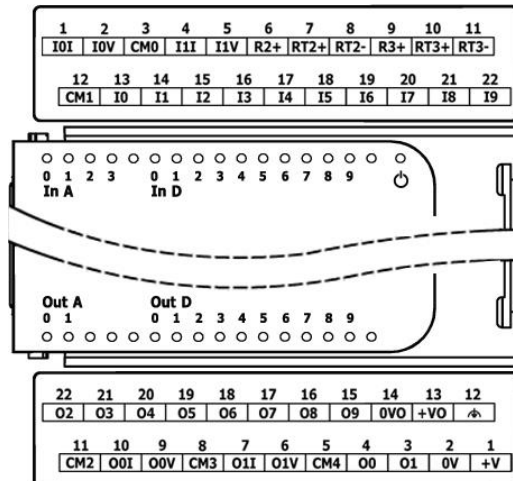 1 2 3 4 5 6 7 8 9 10 11
I0I I0V CM0 I1I I1V R2+ RT2+ RT2- R3+ RT3+ RT3-
12 13 14 15 16 17 18 19 20 21 22
CM1 I0 I1 I2 I3 I4 I5 I6 I7 I8 I9
0 1 2 3 0 1 2 3 4 5 6 7 8 9
In A In D
Out A Out D
0 1 0 1 2 3 4 5 6 7 8 9
22 21 20 19 18 17 16 15 14 13 12
O2 O3 O4 O5 O6 O7 O8 O9 0VO +VO
11 10 9 8 7 6 5 4 3 2 1
CM2 O0I O0V CM3 O1I O1V CM4 O0 O1 0V +V